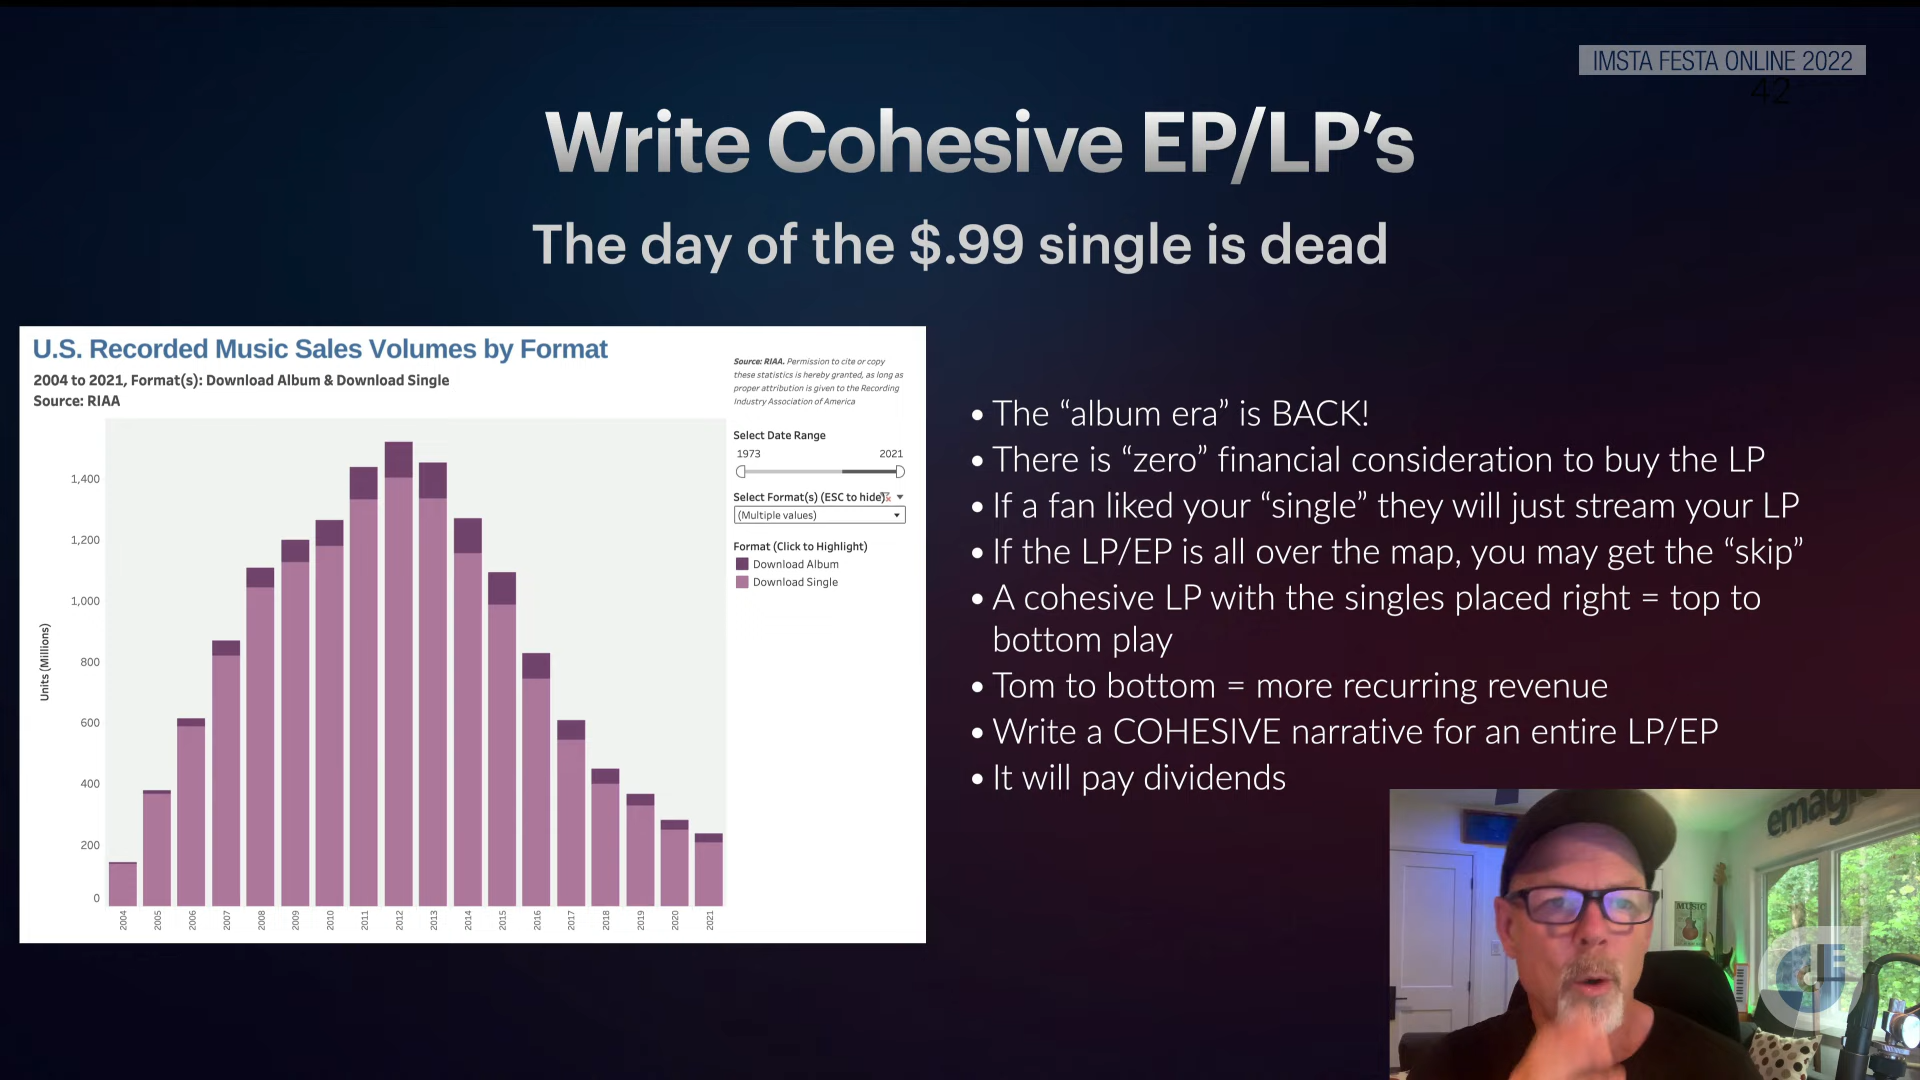 IMSTA FESTA ONLINE 2022
42
Write Cohesive EP/LP’s
The day of the $.99 single is dead
U.S. Recorded Music Sales Volumes by Format
2004 to 2021, Format(s): Download Album & Download Single
Source: RIAA
Source: RIAA. Permission to cite or copy
these statistics is hereby granted, as long as
proper attribution is given to the Recording
Industry Association of America
Select Date Range
1973 2021
Select Format(s) (ESC to hide)
(Multiple values)
Format (Click to Highlight)
Download Album
Download Single
Units (Millions)
1,400
1,200
1,000
800
600
400
200
0
2004 2005 2006 2007 2008 2009 2010 2011 2012 2013 2014 2015 2016 2017 2018 2019 2020 2021
• The “album era” is BACK!
• There is “zero” financial consideration to buy the LP
• If a fan liked your “single” they will just stream your LP
• If the LP/EP is all over the map, you may get the “skip”
• A cohesive LP with the singles placed right = top to
bottom play
• Tom to bottom = more recurring revenue
• Write a COHESIVE narrative for an entire LP/EP
• It will pay dividends
emagic
MUSIC